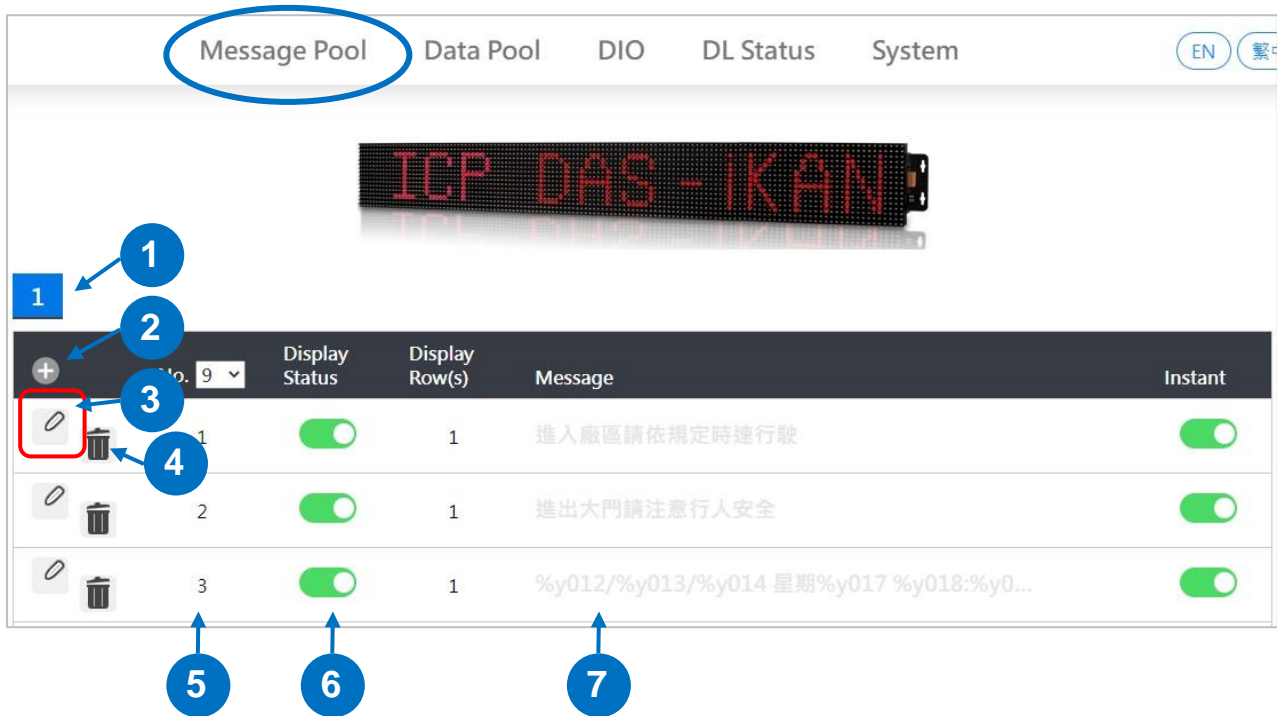 Message Pool Data Pool DIO DL Status System EN 繁中
ICP DAS - iKAN
1
1
2
No. 9 Display Status Display Row(s) Message Instant
3
1 1 進入廠區請依規定時速行駛
4
2 1 進出大門請注意行人安全
3 1 %y012/%y013/%y014 星期%y017 %y018:%y0...
5 6 7